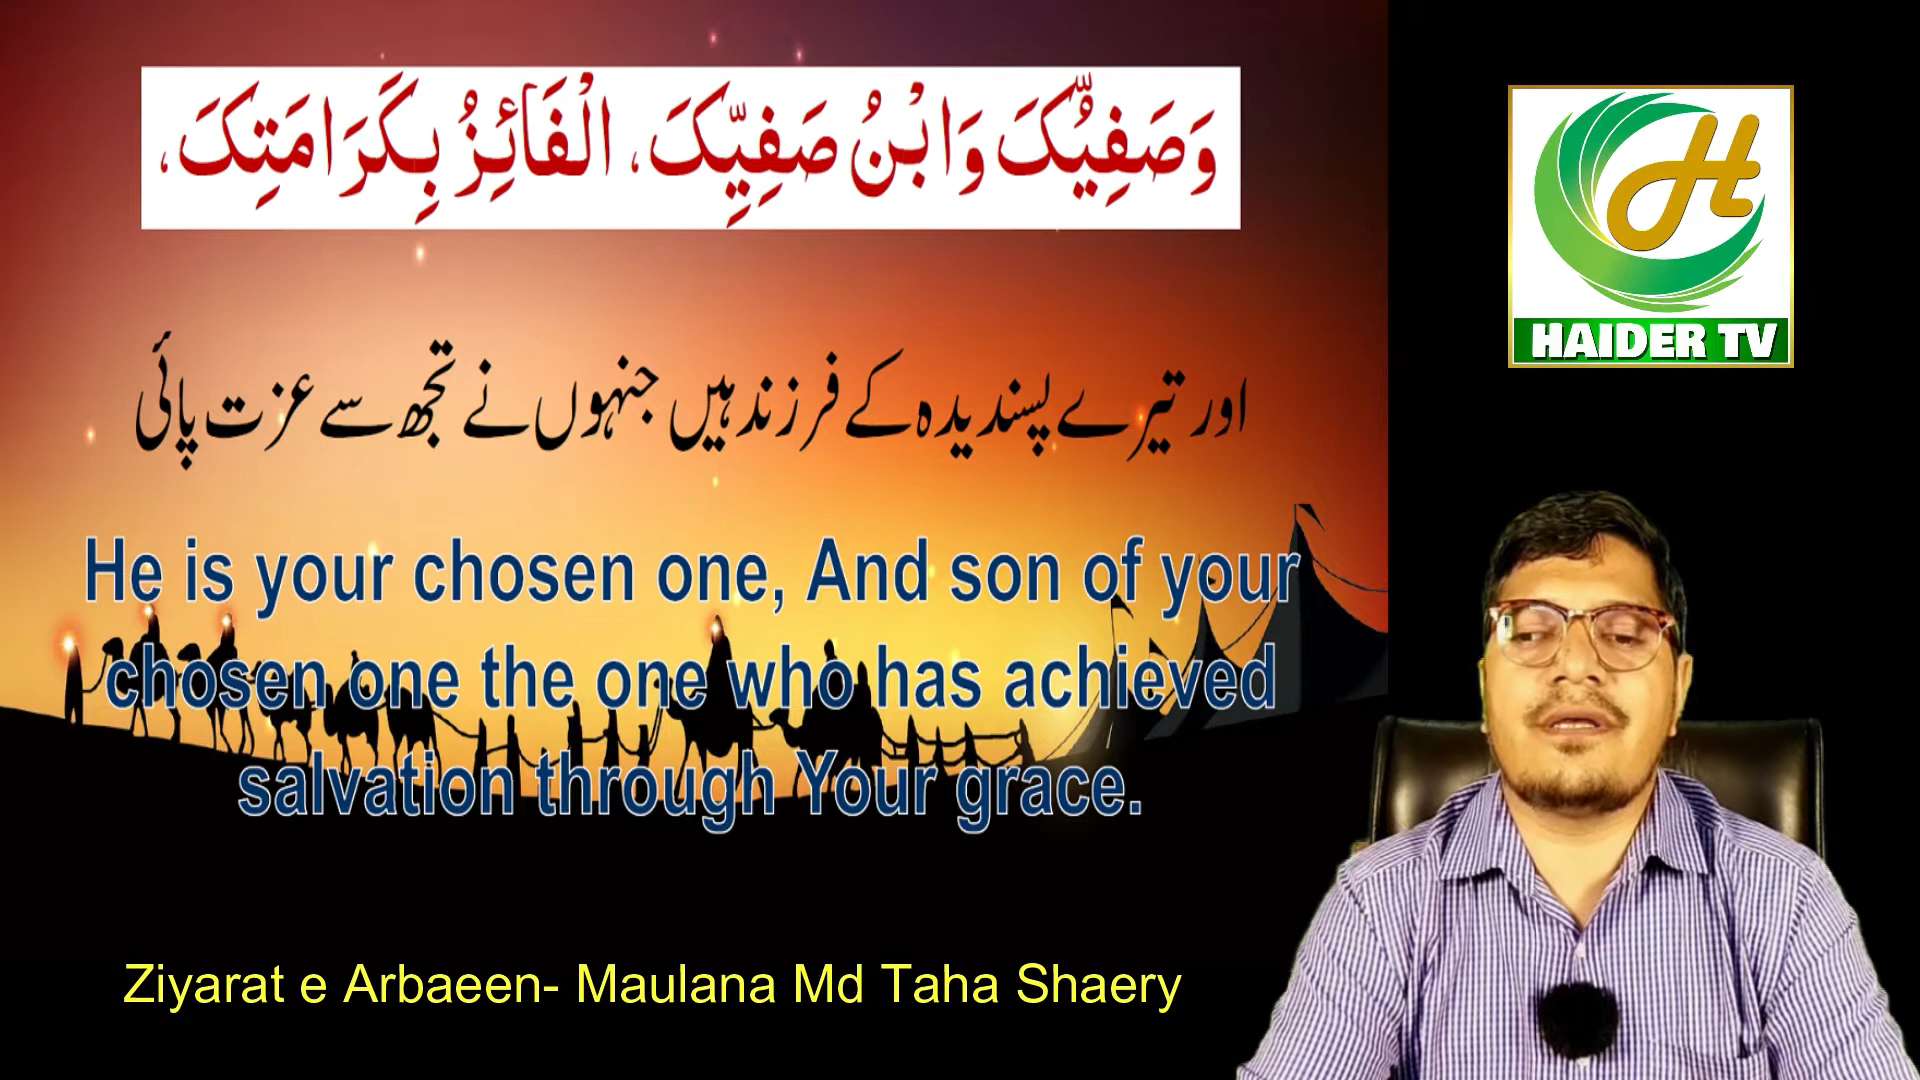 وَصَفِيُّكَ وَابْنُ صَفِيِّكَ، الْفَائِزُ بِكَرَامَتِكَ،
H
HAIDER TV
اور تیرے پسندیدہ کے فرزند ہیں جنہوں نے تجھ سے عزت پائی
He is your chosen one, And son of your
chosen one the one who has achieved
salvation through Your grace.
Ziyarat e Arbaeen- Maulana Md Taha Shaery